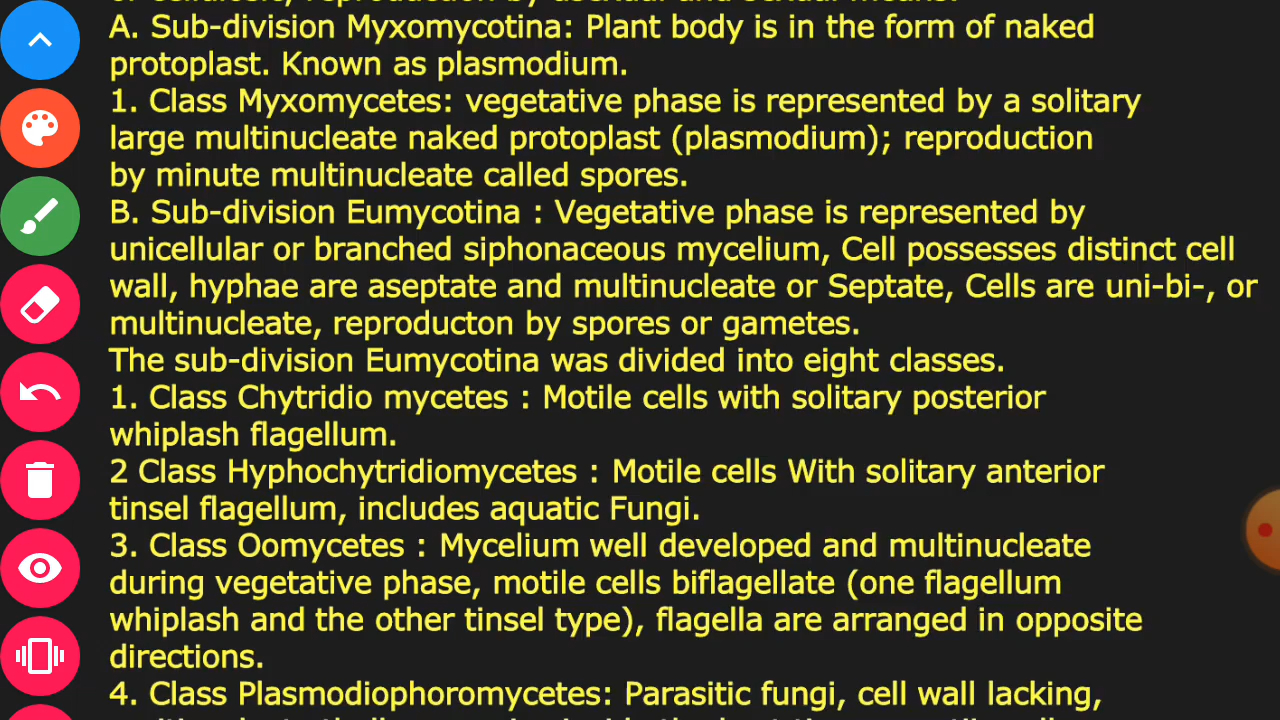 A. Sub-division Myxomycotina: Plant body is in the form of naked
protoplast. Known as plasmodium.
1. Class Myxomycetes: vegetative phase is represented by a solitary
large multinucleate naked protoplast (plasmodium); reproduction
by minute multinucleate called spores.
B. Sub-division Eumycotina : Vegetative phase is represented by
unicellular or branched siphonaceous mycelium, Cell possesses distinct cell
wall, hyphae are aseptate and multinucleate or Septate, Cells are uni-bi-, or
multinucleate, reproducton by spores or gametes.
The sub-division Eumycotina was divided into eight classes.
1. Class Chytridio mycetes : Motile cells with solitary posterior
whiplash flagellum.
2 Class Hyphochytridiomycetes : Motile cells With solitary anterior
tinsel flagellum, includes aquatic Fungi.
3. Class Oomycetes : Mycelium well developed and multinucleate
during vegetative phase, motile cells biflagellate (one flagellum
whiplash and the other tinsel type), flagella are arranged in opposite
directions.
4. Class Plasmodiophoromycetes: Parasitic fungi, cell wall lacking,